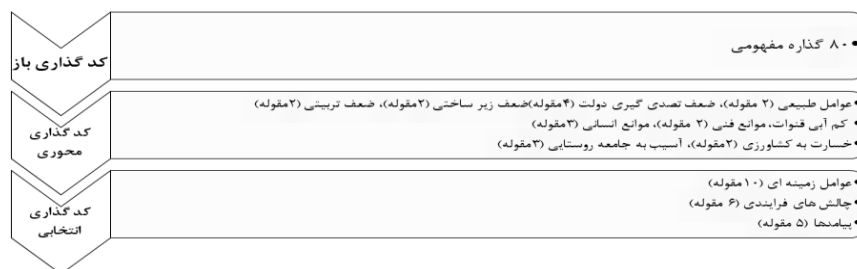 کد گذاری باز
•۸۰ گذاره مفهومی
کد گذاری
محوری
•عوامل طبیعی (۲ مقوله)، ضعف تصدی گیری دولت (۴مقوله)ضعف زیر ساختی (۲مقوله)، ضعف تربیتی (۲مقوله)
•کم آبی قنوات، موانع فنی (۲ مقوله)، موانع انسانی (۳مقوله)
•خسارت به کشاورزی (۲مقوله)، آسیب به جامعه روستایی (۳مقوله)
کد گذاری
انتخابی
•عوامل زمینه ای (۱۰مقوله)
•چالش های فرایندی (۶ مقوله)
•پیامدها (۵ مقوله)